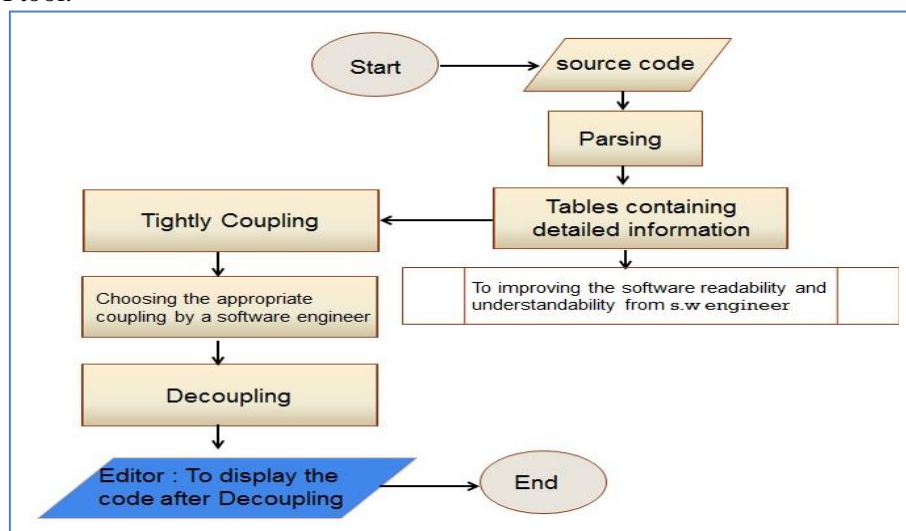 Start
source code
Parsing
Tables containing
detailed information
To improving the software readability and
understandability from s.w engineer
Tightly Coupling
Choosing the appropriate
coupling by a software engineer
Decoupling
Editor : To display the
code after Decoupling
End